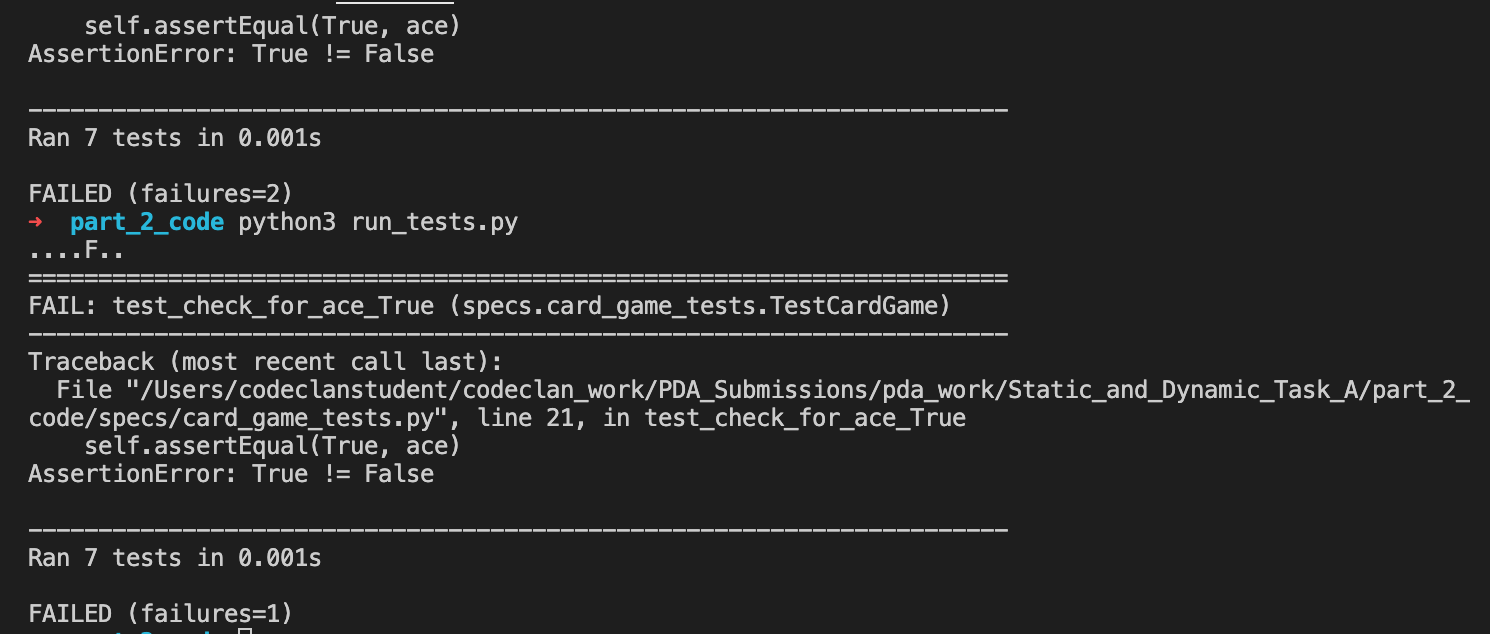 self.assertEqual(True, ace)
AssertionError: True != False
----------------------------------------------------------------------
Ran 7 tests in 0.001s
FAILED (failures=2)
➜ part_2_code python3 run_tests.py
....F..
======================================================================
FAIL: test_check_for_ace_True (specs.card_game_tests.TestCardGame)
----------------------------------------------------------------------
Traceback (most recent call last):
File "/Users/codeclanstudent/codeclan_work/PDA_Submissions/pda_work/Static_and_Dynamic_Task_A/part_2_
code/specs/card_game_tests.py", line 21, in test_check_for_ace_True
self.assertEqual(True, ace)
AssertionError: True != False
----------------------------------------------------------------------
Ran 7 tests in 0.001s
FAILED (failures=1)